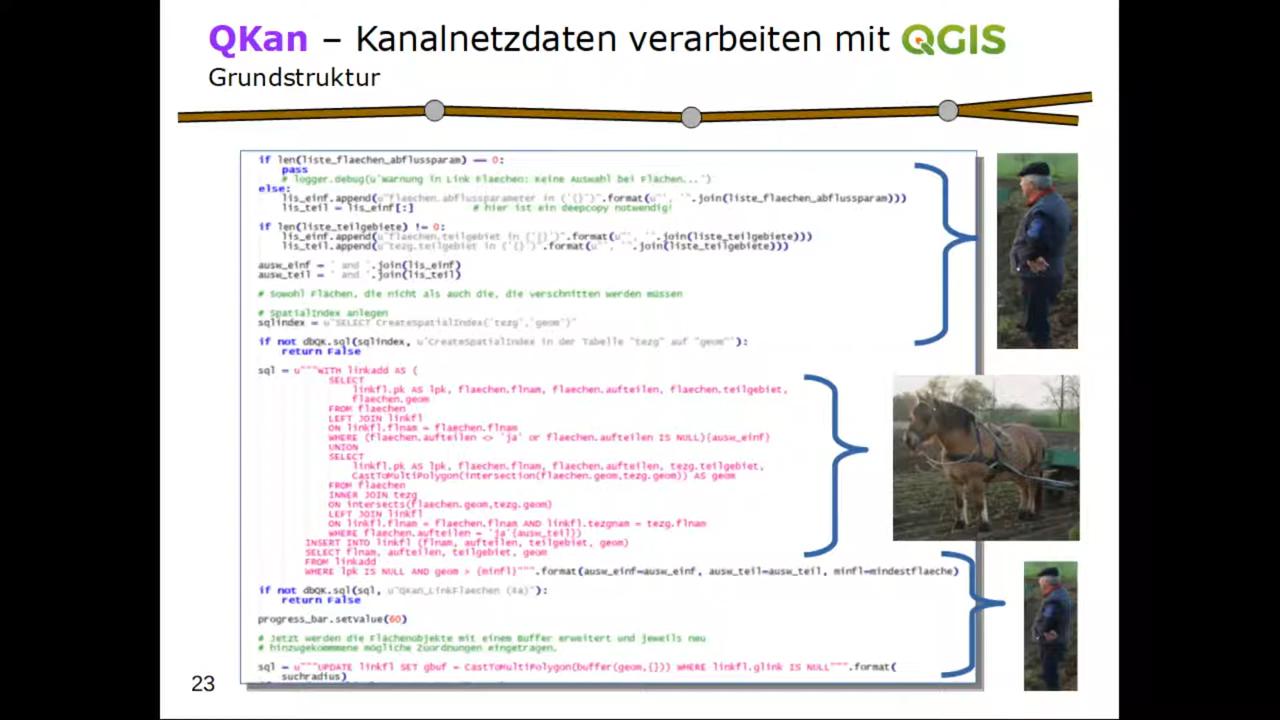 QKan – Kanalnetzdaten verarbeiten mit QGIS
Grundstruktur
if len(liste_flaechen_abflussparam) == 0:
pass
# logger.debug(u'Warnung in Link Flaechen: Keine Auswahl bei Flächen...')
else:
lis_einf.append(u"flaechen.abflussparameter in ('{}')".format(u"', '".join(liste_flaechen_abflussparam)))
lis_teil = lis_einf[:] # hier ist ein deepcopy notwendig!
if len(liste_teilgebiete) != 0:
lis_einf.append(u"flaechen.teilgebiet in ('{}')".format(u"', '".join(liste_teilgebiete)))
lis_teil.append(u"tezg.teilgebiet in ('{}')".format(u"', '".join(liste_teilgebiete)))
ausw_einf = ' and '.join(lis_einf)
ausw_teil = ' and '.join(lis_teil)
# Sowohl Flächen, die nicht als auch die, die verschnitten werden müssen
# SpatialIndex anlegen
sqlindex = u"SELECT CreateSpatialIndex('tezg','geom')"
if not dbQK.sql(sqlindex, u'CreateSpatialIndex in der Tabelle "tezg" auf "geom"'):
return False
sql = u"""WITH linkadd AS (
SELECT
linkfl.pk AS lpk, flaechen.flnam, flaechen.aufteilen, flaechen.teilgebiet,
flaechen.geom
FROM flaechen
LEFT JOIN linkfl
ON linkfl.flnam = flaechen.flnam
WHERE (flaechen.aufteilen <> 'ja' or flaechen.aufteilen IS NULL){ausw_einf}
UNION
SELECT
linkfl.pk AS lpk, flaechen.flnam, flaechen.aufteilen, tezg.teilgebiet,
CastToMultiPolygon(intersection(flaechen.geom,tezg.geom)) AS geom
FROM flaechen
INNER JOIN tezg
ON intersects(flaechen.geom,tezg.geom)
LEFT JOIN linkfl
ON linkfl.flnam = flaechen.flnam AND linkfl.tezgnam = tezg.flnam
WHERE flaechen.aufteilen = 'ja'{ausw_teil})
INSERT INTO linkfl (flnam, aufteilen, teilgebiet, geom)
SELECT flnam, aufteilen, teilgebiet, geom
FROM linkadd
WHERE lpk IS NULL AND geom > {minfl}""".format(ausw_einf=ausw_einf, ausw_teil=ausw_teil, minfl=mindestflaeche)
if not dbQK.sql(sql, u"QKan_LinkFlaechen (4a)"):
return False
progress_bar.setValue(60)
# Jetzt werden die Flächenobjekte mit einem Buffer erweitert und jeweils neu
# hinzugekommmene mögliche Zuordnungen eingetragen.
sql = u"""UPDATE linkfl SET gbuf = CastToMultiPolygon(buffer(geom,{})) WHERE linkfl.glink IS NULL""".format(
suchradius)
23